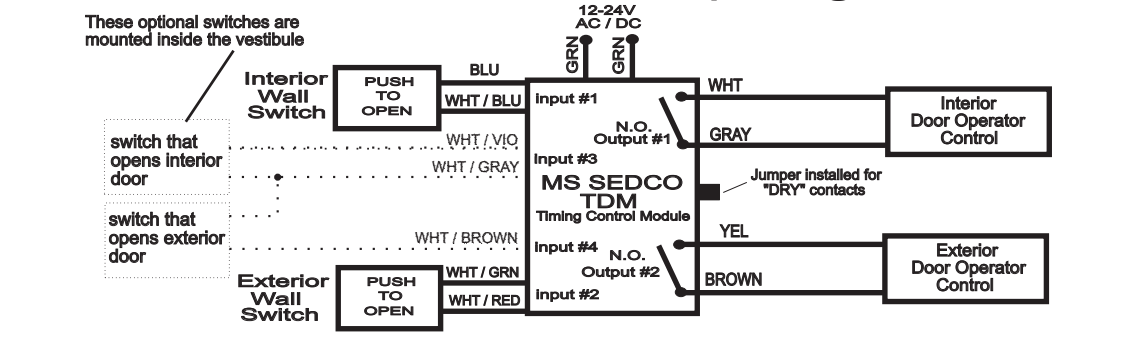 These optional switches are
mounted inside the vestibule
12-24V
AC / DC
GRN
GRN
Interior
Wall
Switch
PUSH
TO
OPEN
BLU
WHT / BLU
Input #1
N.O.
Output #1
WHT
GRAY
Interior
Door Operator
Control
switch that
opens interior
door
WHT / VIO
WHT / GRAY
Input #3
MS SEDCO
TDM
Timing Control Module
Jumper installed for
"DRY" contacts
switch that
opens exterior
door
WHT / BROWN
Input #4
N.O.
Output #2
Input #2
YEL
BROWN
Exterior
Door Operator
Control
Exterior
Wall
Switch
PUSH
TO
OPEN
WHT / GRN
WHT / RED